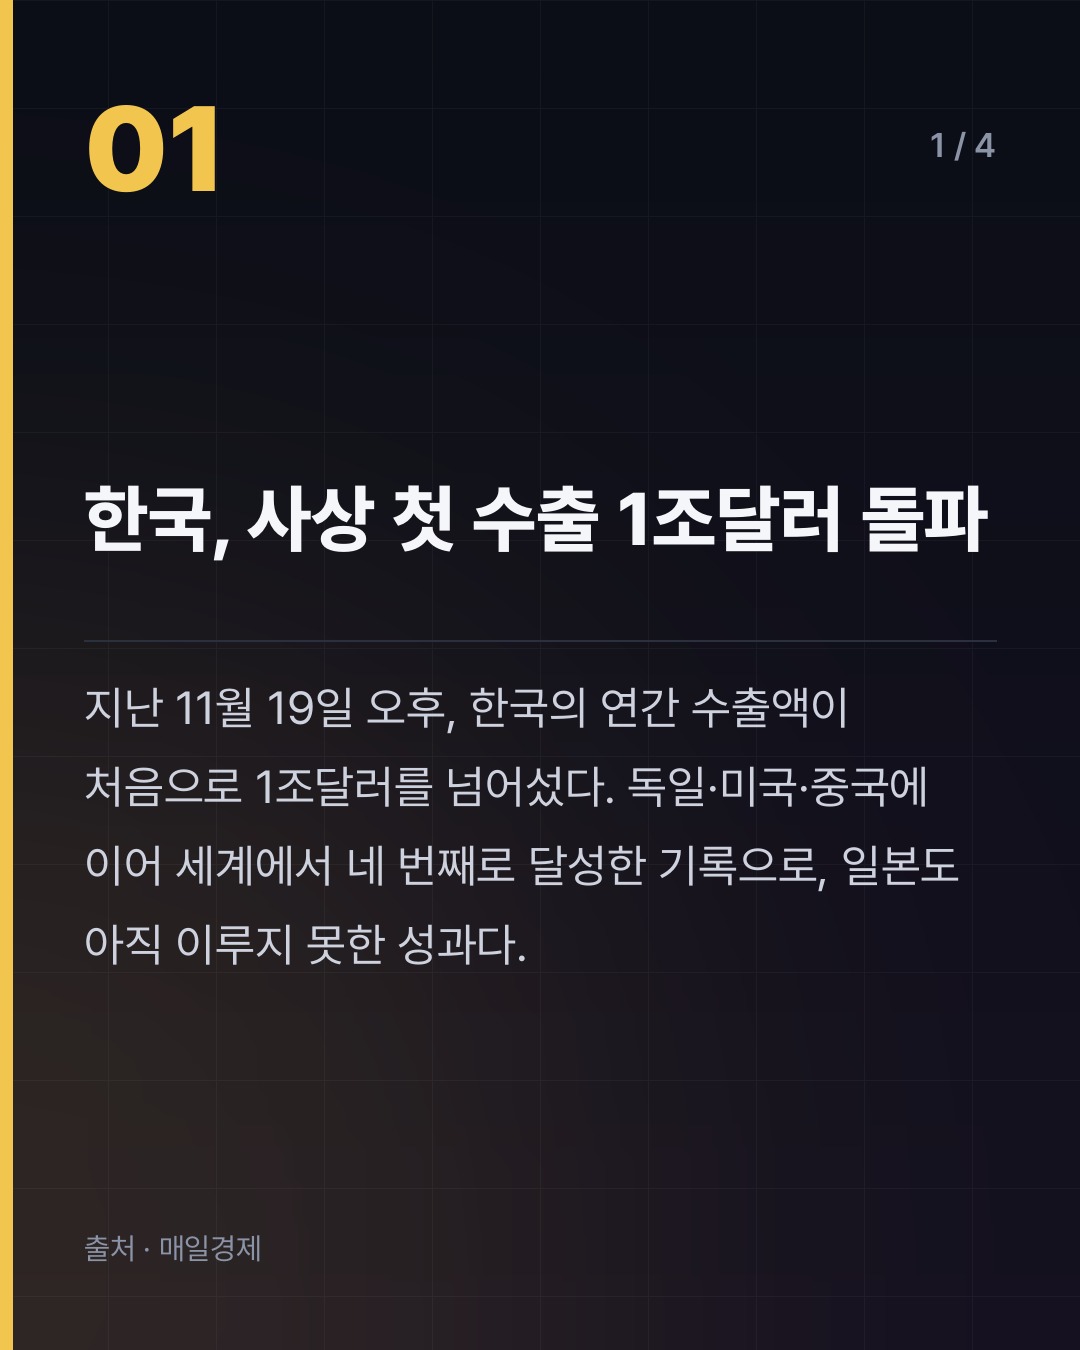 01
1 / 4
한국, 사상 첫 수출 1조달러 돌파
지난 11월 19일 오후, 한국의 연간 수출액이
처음으로 1조달러를 넘어섰다. 독일·미국·중국에
이어 세계에서 네 번째로 달성한 기록으로, 일본도
아직 이루지 못한 성과다.
출처 · 매일경제